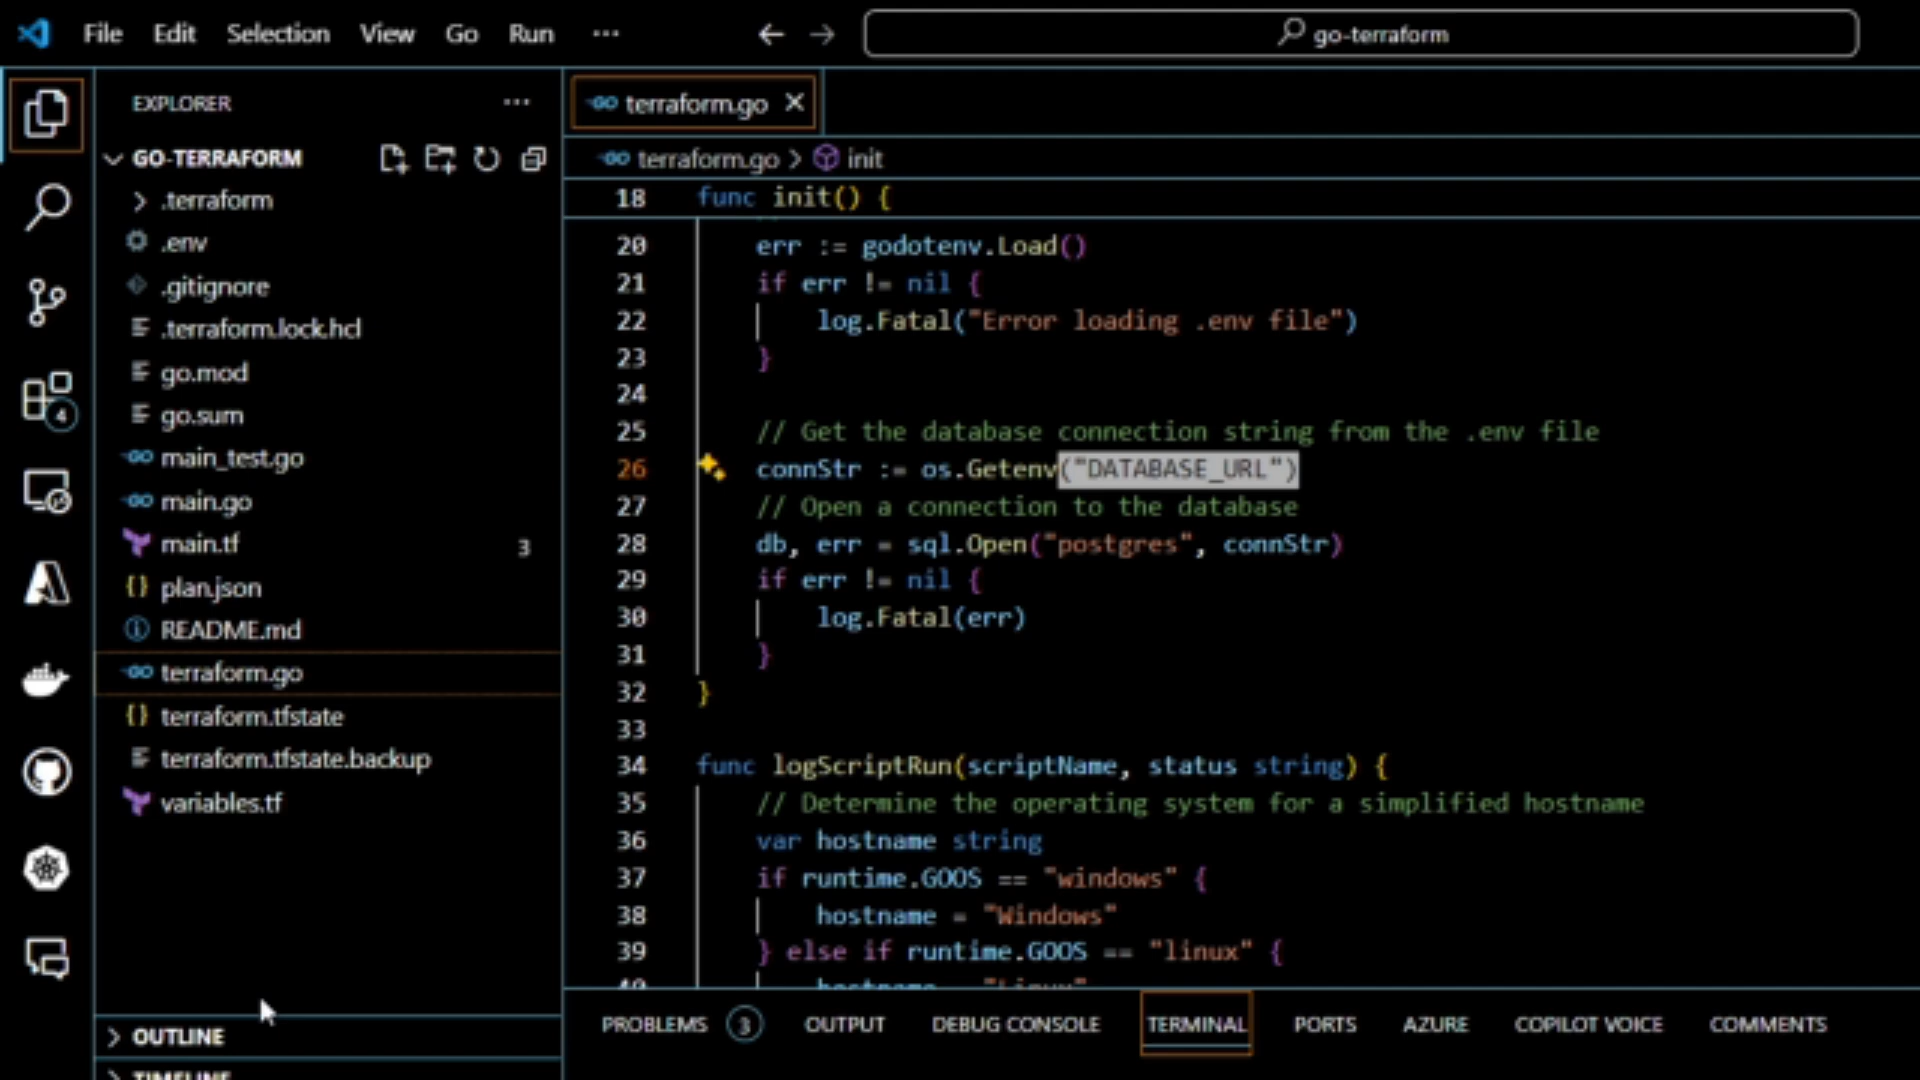 File Edit Selection View Go Run ··· go-terraform
EXPLORER ···
GO-TERRAFORM
.terraform
.env
.gitignore
.terraform.lock.hcl
go.mod
go.sum
main_test.go
main.go
main.tf 3
plan.json
README.md
terraform.go
terraform.tfstate
terraform.tfstate.backup
variables.tf
OUTLINE
TIMELINE
4
terraform.go
terraform.go > init
18 func init() {
20 err := godotenv.Load()
21 if err != nil {
22 log.Fatal("Error loading .env file")
23 }
24
25 // Get the database connection string from the .env file
26 connStr := os.Getenv("DATABASE_URL")
27 // Open a connection to the database
28 db, err = sql.Open("postgres", connStr)
29 if err != nil {
30 log.Fatal(err)
31 }
32 }
33
34 func logScriptRun(scriptName, status string) {
35 // Determine the operating system for a simplified hostname
36 var hostname string
37 if runtime.GOOS == "windows" {
38 hostname = "Windows"
39 } else if runtime.GOOS == "linux" {
40 hostname = "Linux"
PROBLEMS 3 OUTPUT DEBUG CONSOLE TERMINAL PORTS AZURE COPILOT VOICE COMMENTS